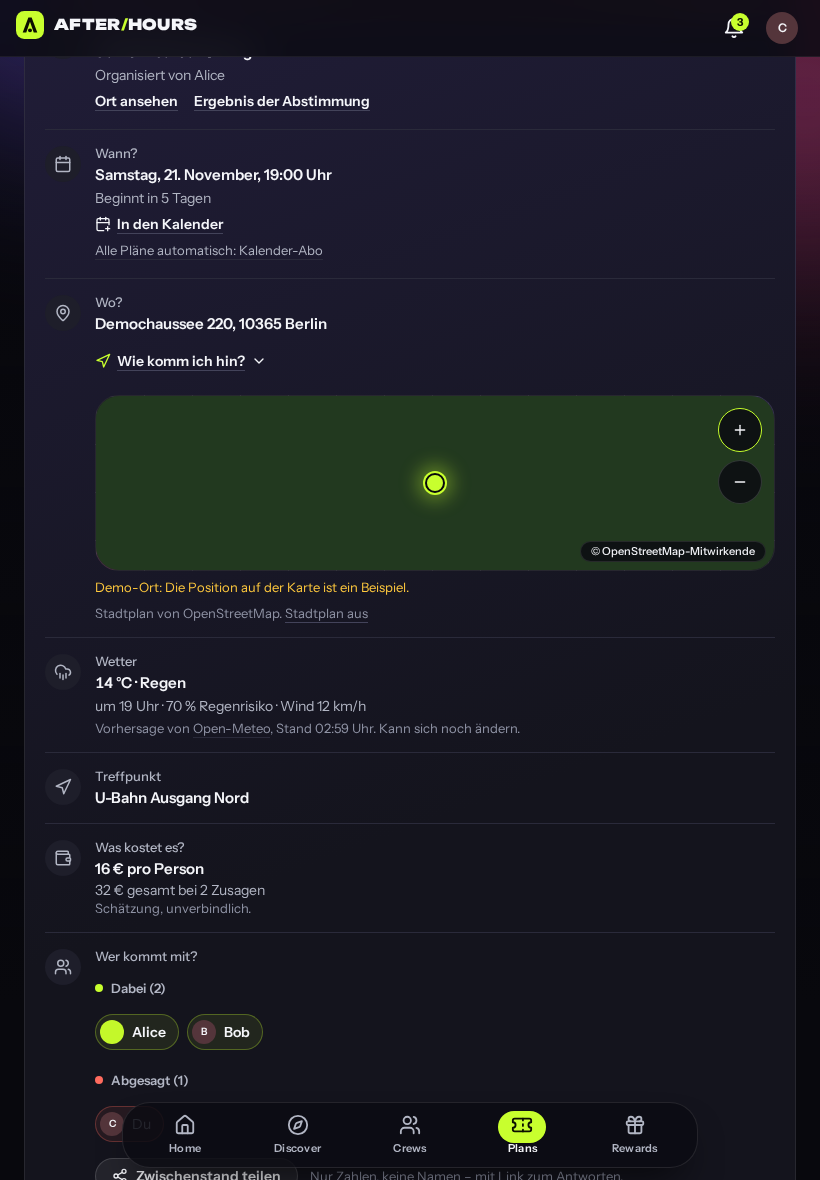 AFTER/HOURS
3
C
Organisiert von Alice
Ort ansehen Ergebnis der Abstimmung
Wann?
Samstag, 21. November, 19:00 Uhr
Beginnt in 5 Tagen
In den Kalender
Alle Pläne automatisch: Kalender-Abo
Wo?
Demochaussee 220, 10365 Berlin
Wie komm ich hin?
© OpenStreetMap-Mitwirkende
Demo-Ort: Die Position auf der Karte ist ein Beispiel.
Stadtplan von OpenStreetMap. Stadtplan aus
Wetter
14 °C · Regen
um 19 Uhr · 70 % Regenrisiko · Wind 12 km/h
Vorhersage von Open-Meteo, Stand 02:59 Uhr. Kann sich noch ändern.
Treffpunkt
U-Bahn Ausgang Nord
Was kostet es?
16 € pro Person
32 € gesamt bei 2 Zusagen
Schätzung, unverbindlich.
Wer kommt mit?
Dabei (2)
Alice
B Bob
Abgesagt (1)
C Du
Home Discover Crews Plans Rewards
Zwischenstand teilen Nur Zahlen, keine Namen – mit Link zum Antworten.